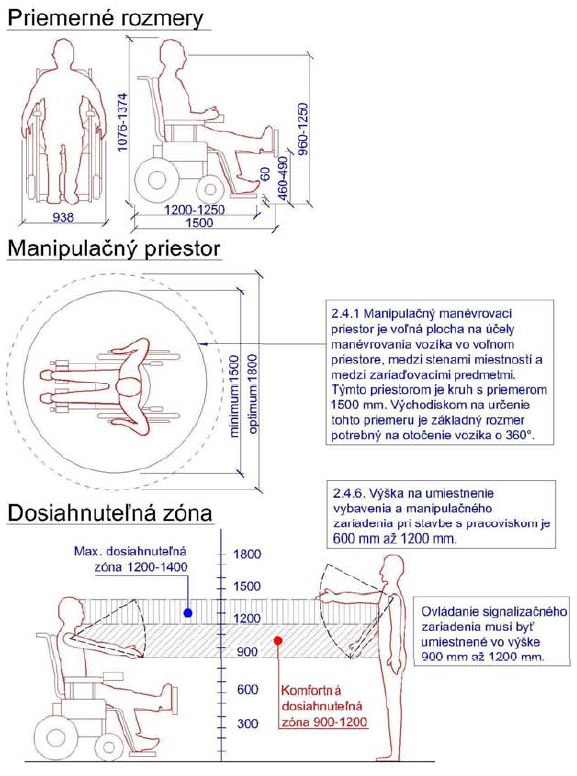 Priemerné rozmery
1076-1374
960-1250
60
460-490
938
1200-1250
1500
Manipulačný priestor
minimum 1500
optimum 1800
2.4.1 Manipulačný manévrovací
priestor je voľná plocha na účely
manévrovania vozíka vo voľnom
priestore, medzi stenami miestností a
medzi zariaďovacími predmetmi.
Týmto priestorom je kruh s priemerom
1500 mm. Východiskom na určenie
tohto priemeru je základný rozmer
potrebný na otočenie vozíka o 360°.
2.4.6. Výška na umiestnenie
vybavenia a manipulačného
zariadenia pri stavbe s pracoviskom je
600 mm až 1200 mm.
Dosiahnuteľná zóna
Max. dosiahnuteľná
zóna 1200-1400
1800
1500
1200
900
600
300
Komfortná
dosiahnuteľná
zóna 900-1200
Ovládanie signalizačného
zariadenia musí byť
umiestnené vo výške
900 mm až 1200 mm.